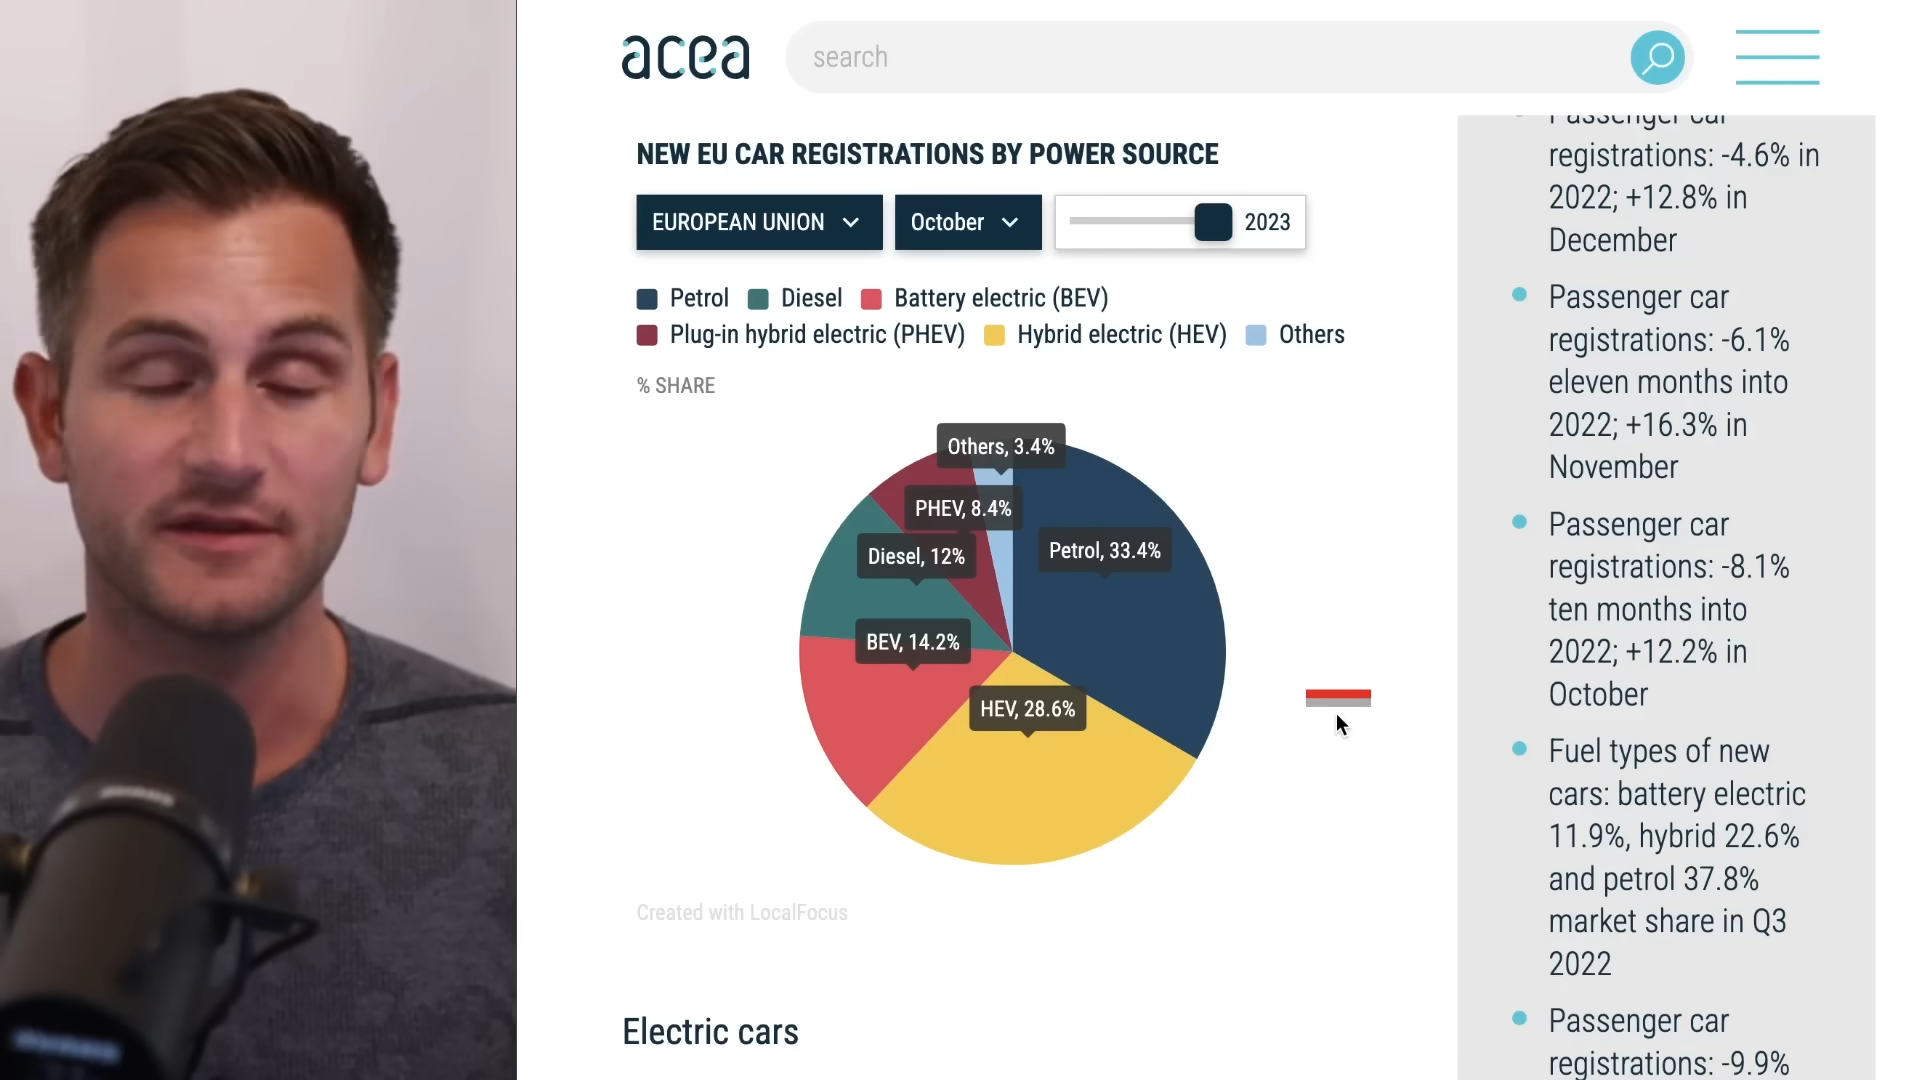 acea
search
NEW EU CAR REGISTRATIONS BY POWER SOURCE
EUROPEAN UNION
October
2023
Petrol
Diesel
Battery electric (BEV)
Plug-in hybrid electric (PHEV)
Hybrid electric (HEV)
Others
% SHARE
Others, 3.4%
PHEV, 8.4%
Petrol, 33.4%
Diesel, 12%
BEV, 14.2%
HEV, 28.6%
Created with LocalFocus
Electric cars
Passenger car
registrations: -4.6% in
2022; +12.8% in
December
Passenger car
registrations: -6.1%
eleven months into
2022; +16.3% in
November
Passenger car
registrations: -8.1%
ten months into
2022; +12.2% in
October
Fuel types of new
cars: battery electric
11.9%, hybrid 22.6%
and petrol 37.8%
market share in Q3
2022
Passenger car
registrations: -9.9%